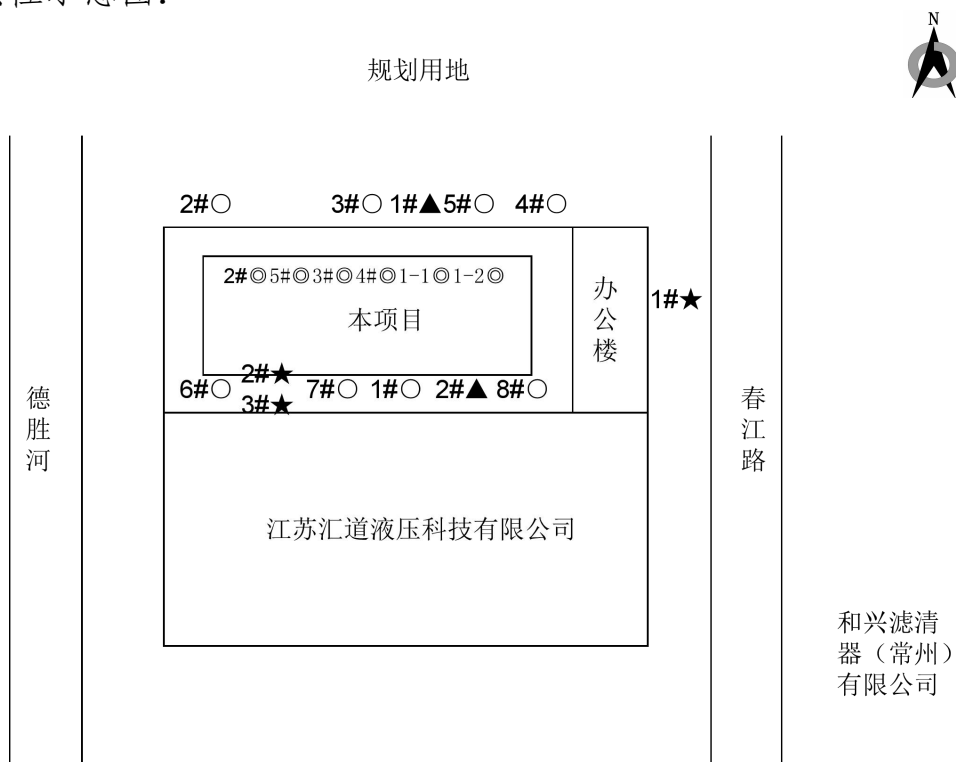 示意图：
N
规划用地
2#○ 3#○ 1#▲5#○ 4#○
2#◎5#◎3#◎4#◎1-1◎1-2◎
本项目
办公楼
1#★
2#★
6#○ 7#○ 1#○ 2#▲ 8#○
3#★
德胜河
春江路
江苏汇道液压科技有限公司
和兴滤清
器（常州）
有限公司